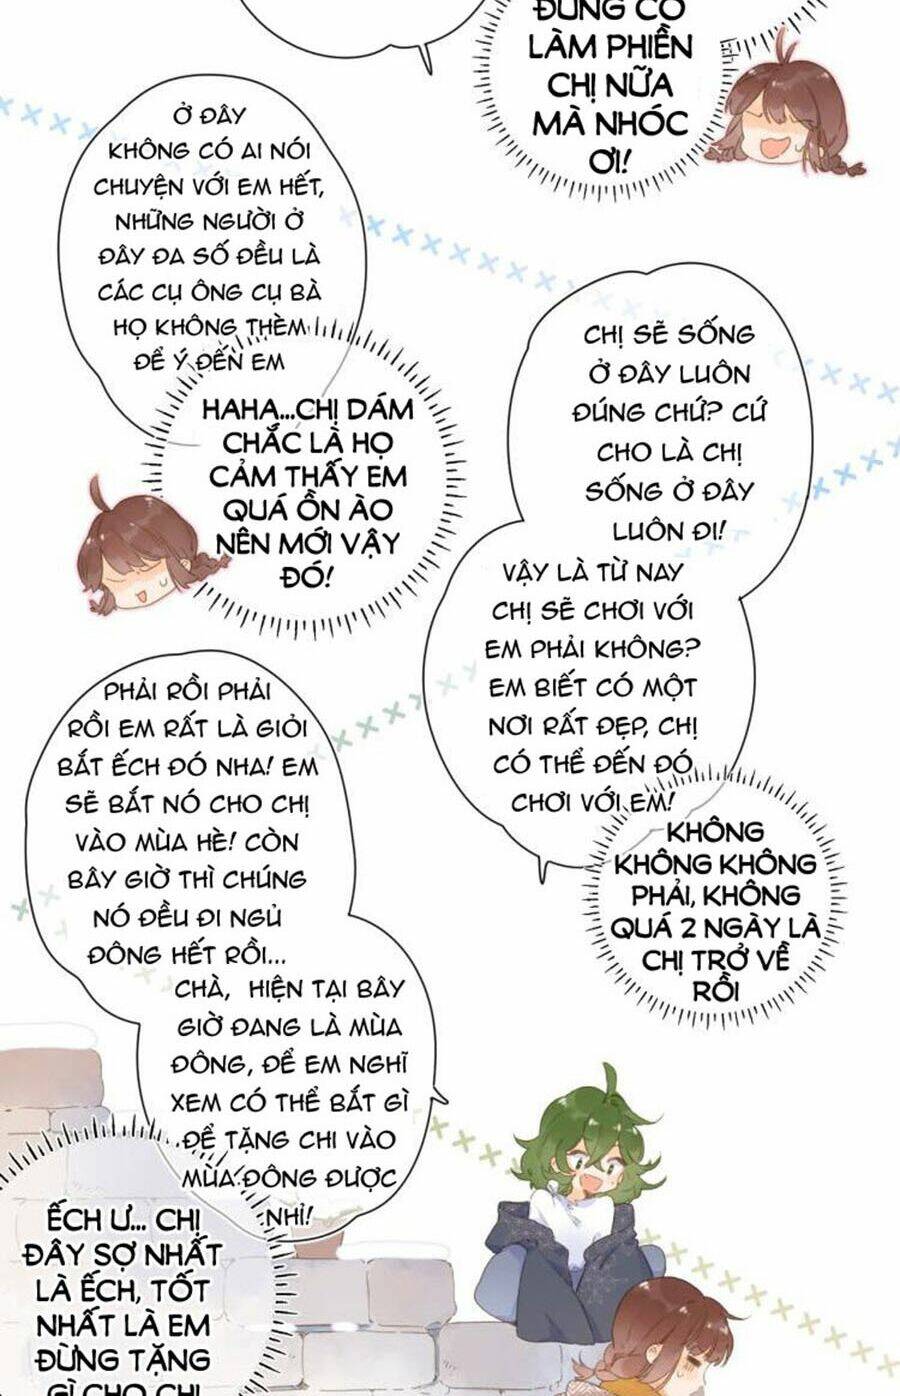 ĐỪNG CÓ
LÀM PHIỀN
CHỊ NỮA
MÀ NHÓC
ƠI!
Ở ĐÂY
KHÔNG CÓ AI NÓI
CHUYỆN VỚI EM HẾT,
NHỮNG NGƯỜI Ở
ĐÂY ĐA SỐ ĐỀU LÀ
CÁC CỤ ÔNG CỤ BÀ
HỌ KHÔNG THÈM
ĐỂ Ý ĐẾN EM
HAHA...CHỊ DÁM
CHẮC LÀ HỌ
CẢM THẤY EM
QUÁ ỒN ÀO
NÊN MỚI VẬY
ĐÓ!
CHỊ SẼ SỐNG
Ở ĐÂY LUÔN
ĐÚNG CHỨ? CỨ
CHO LÀ CHỊ
SỐNG Ở ĐÂY
LUÔN ĐI!
VẬY LÀ TỪ NAY
CHỊ SẼ CHƠI VỚI
EM PHẢI KHÔNG?
EM BIẾT CÓ MỘT
NƠI RẤT ĐẸP, CHỊ
CÓ THỂ ĐẾN ĐÓ
CHƠI VỚI EM!
KHÔNG
KHÔNG KHÔNG
PHẢI, KHÔNG
QUÁ 2 NGÀY LÀ
CHỊ TRỞ VỀ
RỒI
PHẢI RỒI PHẢI
RỒI EM RẤT LÀ GIỎI
BẮT ẾCH ĐÓ NHA! EM
SẼ BẮT NÓ CHO CHỊ
VÀO MÙA HÈ! CÒN
BÂY GIỜ THÌ CHÚNG
NÓ ĐỀU ĐI NGỦ
ĐÔNG HẾT RỒI...
CHÀ, HIỆN TẠI BÂY
GIỜ ĐANG LÀ MÙA
ĐÔNG, ĐỂ EM NGHĨ
XEM CÓ THỂ BẮT GÌ
ĐỂ TẶNG CHI VÀO
MÙA ĐÔNG ĐƯỢC
NHỈ!
ẾCH Ư... CHỊ
ĐÂY SỢ NHẤT
LÀ ẾCH, TỐT
NHẤT LÀ EM
ĐỪNG TẶNG
GÌ CHO CHỊ